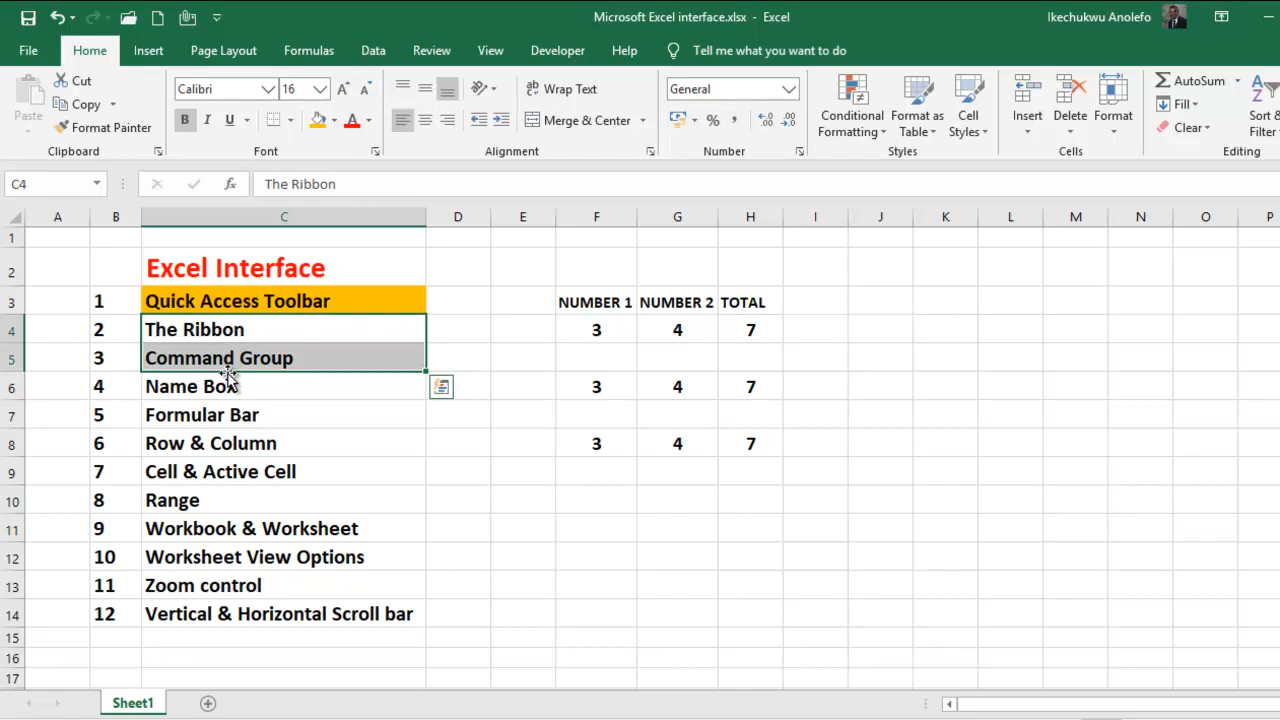 Microsoft Excel interface.xlsx - Excel
Ikechukwu Anolefo
File Home Insert Page Layout Formulas Data Review View Developer Help Tell me what you want to do
Paste
Cut
Copy
Format Painter
Clipboard
Calibri 16 A A
B I U A
Font
ab Wrap Text
Merge & Center
Alignment
General
% ,
Number
Conditional Formatting
Format as Table
Cell Styles
Styles
Insert Delete Format
Cells
AutoSum
Fill
Clear
Sort & Filter
Editing
C4 fx The Ribbon
A B C D E F G H I J K L M N O P
1
2 Excel Interface
3 1 Quick Access Toolbar NUMBER 1 NUMBER 2 TOTAL
4 2 The Ribbon 3 4 7
5 3 Command Group
6 4 Name Box 3 4 7
7 5 Formular Bar
8 6 Row & Column 3 4 7
9 7 Cell & Active Cell
10 8 Range
11 9 Workbook & Worksheet
12 10 Worksheet View Options
13 11 Zoom control
14 12 Vertical & Horizontal Scroll bar
15
16
17
Sheet1